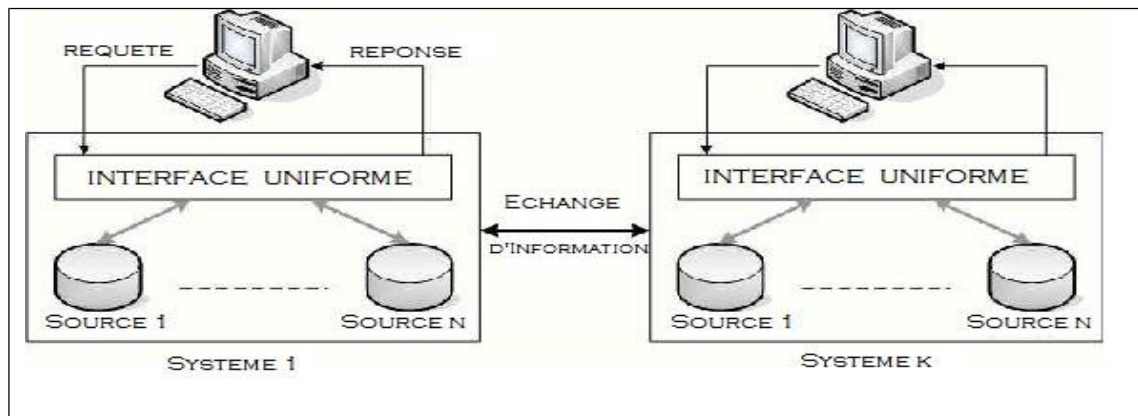 REQUETE
REPONSE
INTERFACE UNIFORME
SOURCE 1
SOURCE N
SYSTEME 1
ECHANGE
D'INFORMATION
INTERFACE UNIFORME
SOURCE 1
SOURCE N
SYSTEME K